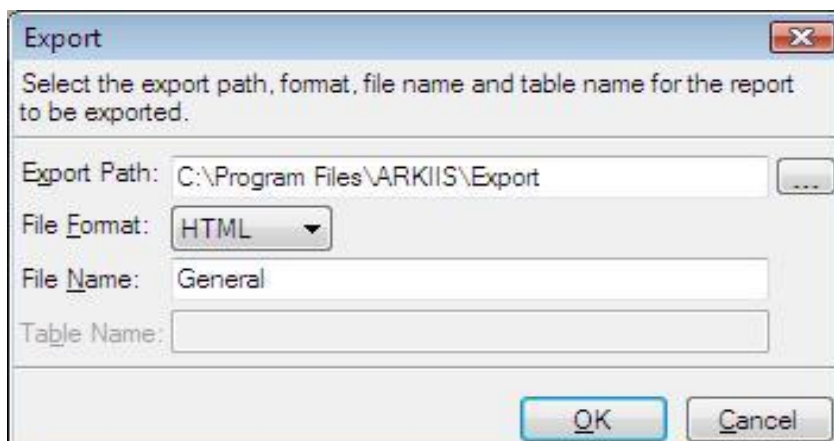 Export
Select the export path, format, file name and table name for the report
to be exported.
Export Path: C:\Program Files\ARKIIS\Export ...
File Format: HTML
File Name: General
Table Name:
OK Cancel